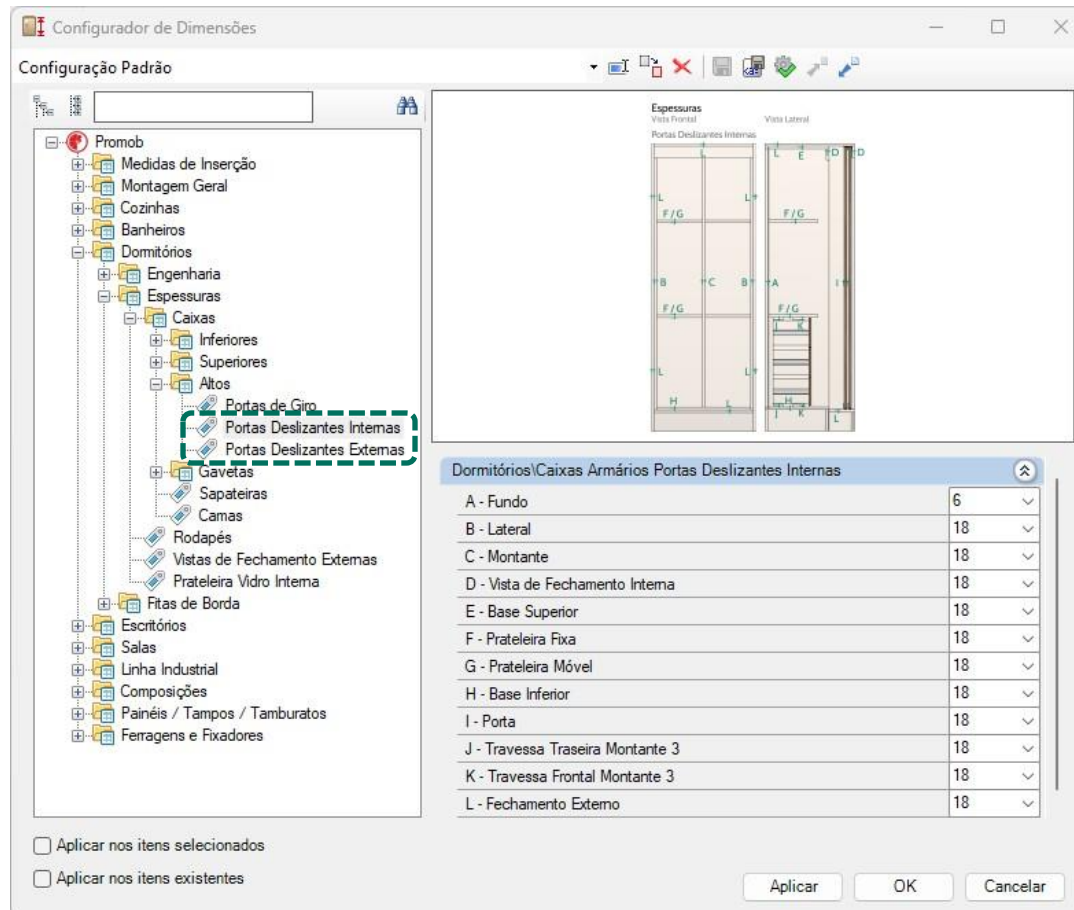 Configurador de Dimensões
Configuração Padrão
Promob
Medidas de Inserção
Montagem Geral
Cozinhas
Banheiros
Dormitórios
Engenharia
Espessuras
Caixas
Inferiores
Superiores
Altos
Portas de Giro
Portas Deslizantes Internas
Portas Deslizantes Externas
Gavetas
Sapateiras
Camas
Rodapés
Vistas de Fechamento Externas
Prateleira Vidro Interna
Fitas de Borda
Escritórios
Salas
Linha Industrial
Composições
Painéis / Tampos / Tamburatos
Ferragens e Fixadores
Aplicar nos itens selecionados
Aplicar nos itens existentes
Espessuras
Vista Frontal Vista Lateral
Portas Deslizantes Internas
L L E D D
L L
F/G F/G
B C B A I
F/G F/G
J K
L L
H L H
J K L
Dormitórios\Caixas Armários Portas Deslizantes Internas
A - Fundo 6
B - Lateral 18
C - Montante 18
D - Vista de Fechamento Interna 18
E - Base Superior 18
F - Prateleira Fixa 18
G - Prateleira Móvel 18
H - Base Inferior 18
I - Porta 18
J - Travessa Traseira Montante 3 18
K - Travessa Frontal Montante 3 18
L - Fechamento Externo 18
Aplicar OK Cancelar